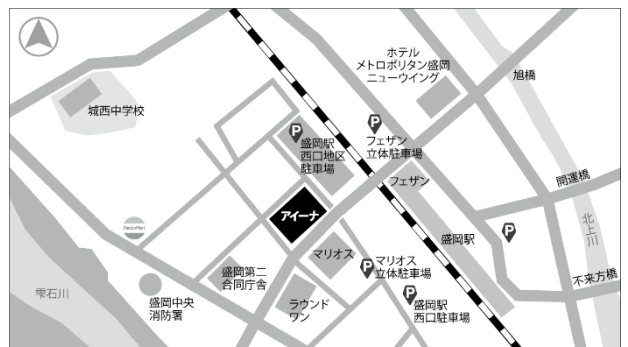 ホテル
メトロポリタン盛岡
ニューウイング
旭橋
城西中学校
P
盛岡駅
西口地区
駐車場
P
フェザン
立体駐車場
フェザン
開運橋
アイーナ
北上川
P
盛岡駅
FamilyMart
マリオス
P
マリオス
立体駐車場
不来方橋
盛岡第二
合同庁舎
雫石川
盛岡中央
消防署
ラウンド
ワン
P
盛岡駅
西口駐車場